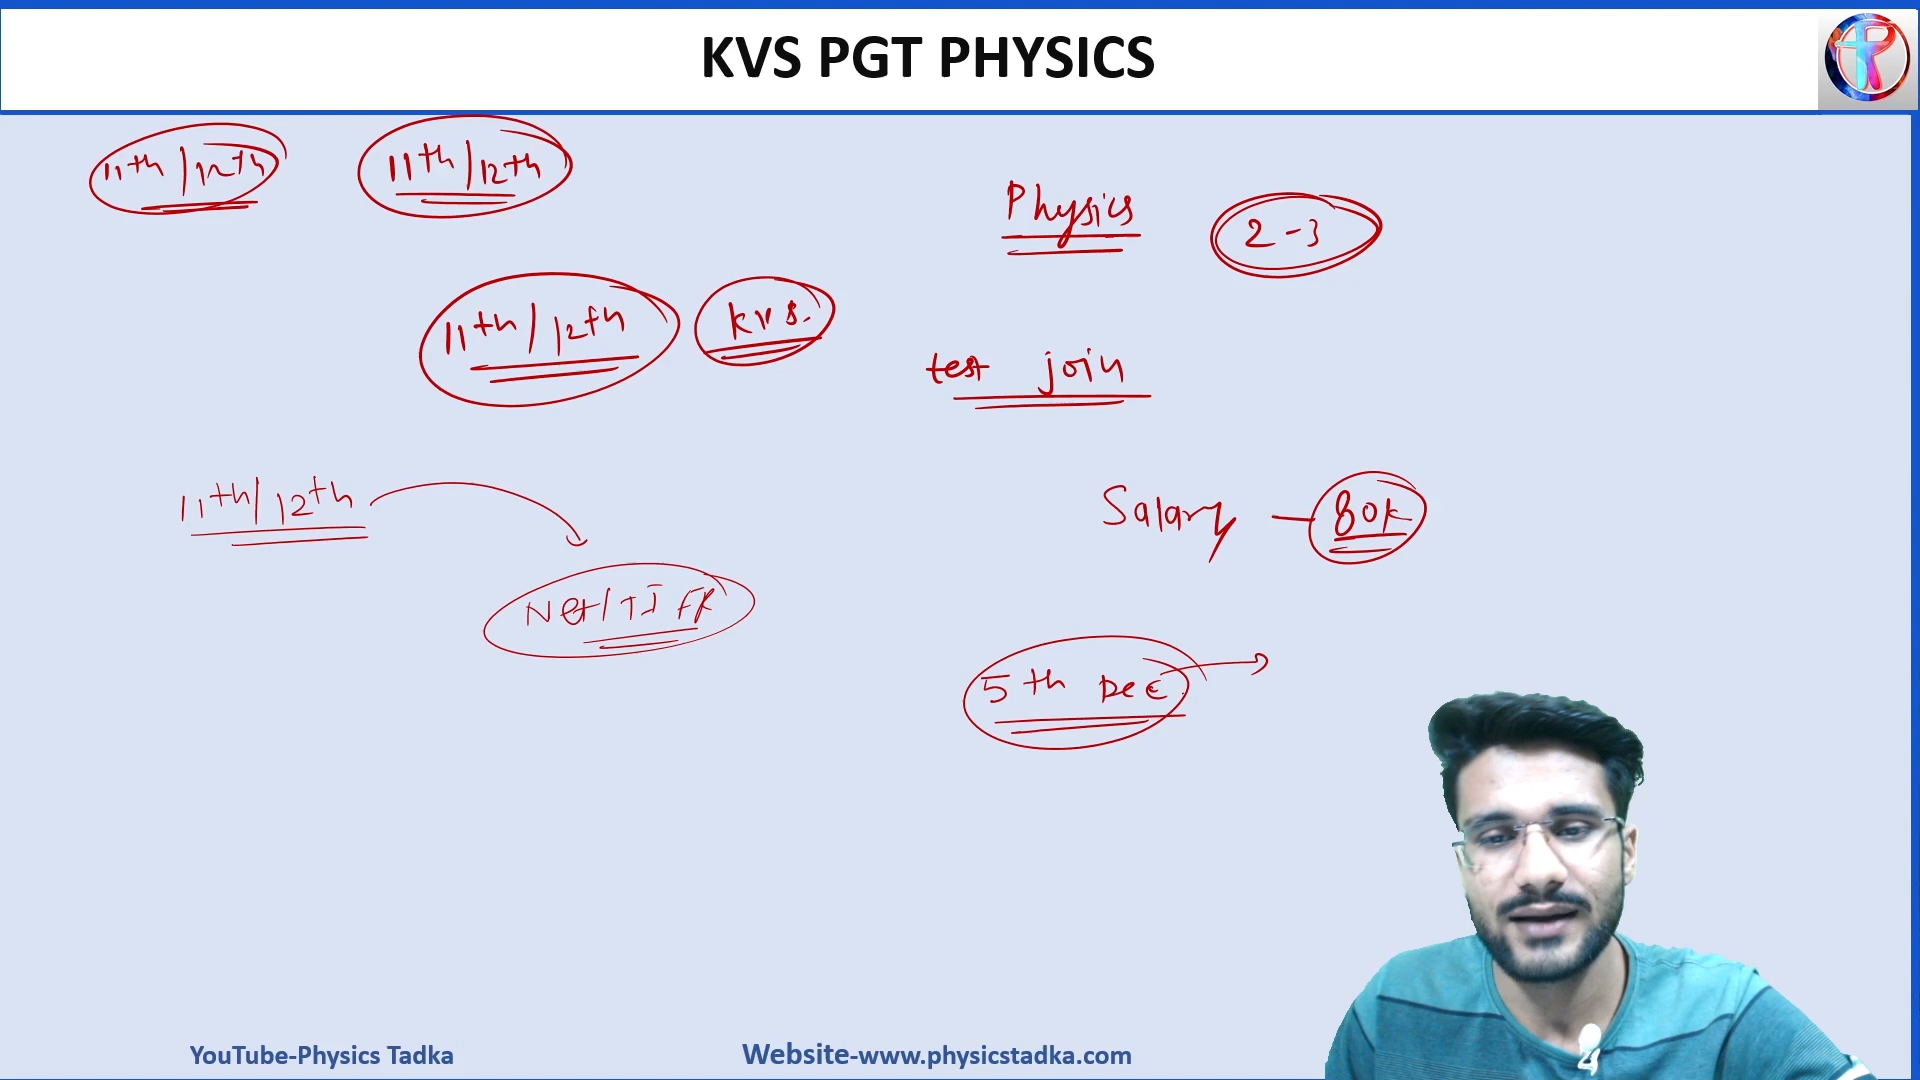 KVS PGT PHYSICS
11th/12th 11th/12th
Physics 2-3
11th/12th kvs.
test join
11th/12th
Salary - 80k
Net/TIFR
5th Dec
YouTube-Physics Tadka
Website-www.physicstadka.com